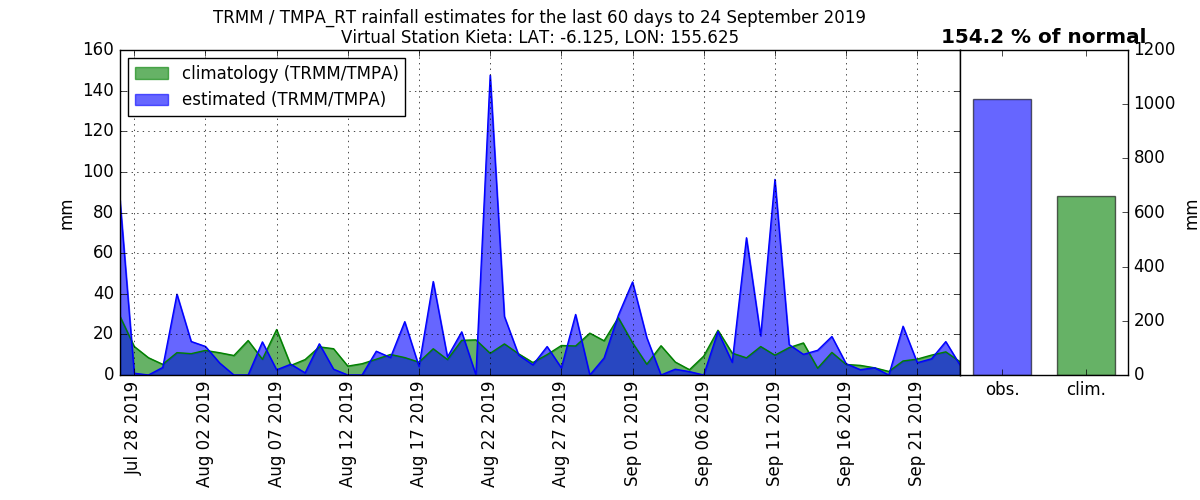 TRMM / TMPA_RT rainfall estimates for the last 60 days to 24 September 2019
Virtual Station Kieta: LAT: -6.125, LON: 155.625
154.2 % of normal
climatology (TRMM/TMPA)
estimated (TRMM/TMPA)
160
140
120
100
80
60
40
20
0
mm
Jul 28 2019
Aug 02 2019
Aug 07 2019
Aug 12 2019
Aug 17 2019
Aug 22 2019
Aug 27 2019
Sep 01 2019
Sep 06 2019
Sep 11 2019
Sep 16 2019
Sep 21 2019
obs.
clim.
1200
1000
800
600
400
200
0
mm